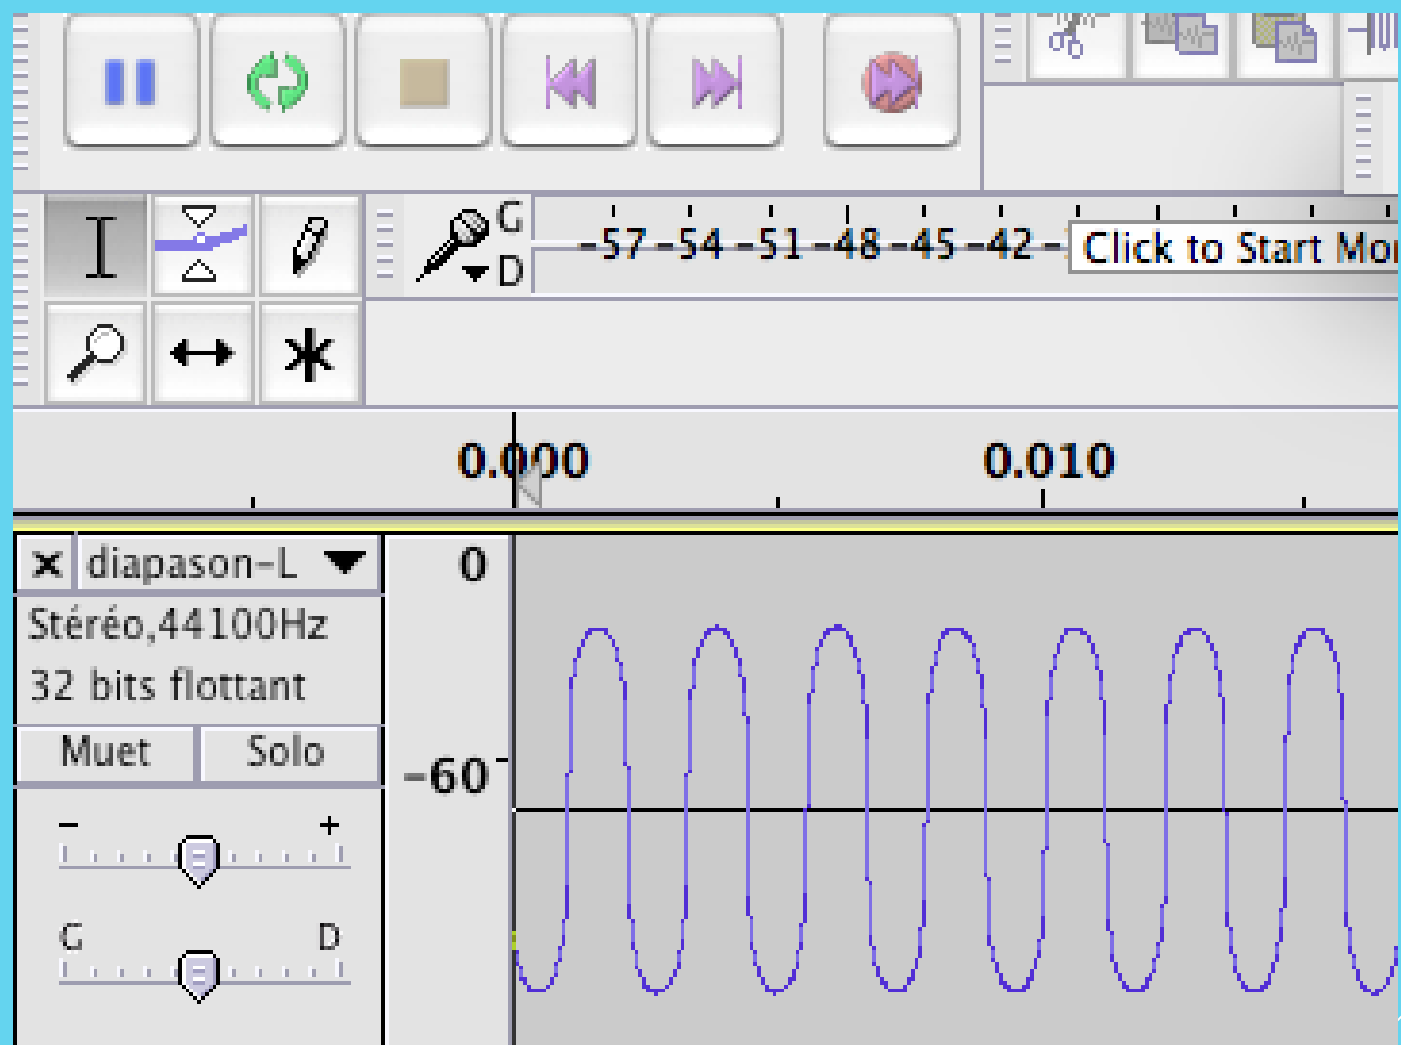 G
-57 -54 -51 -48 -45 -42 - Click to Start Mo
D
0.000 0.010
x diapason-L
Stéréo,44100Hz
32 bits flottant
Muet Solo
- +
G D
0
-60